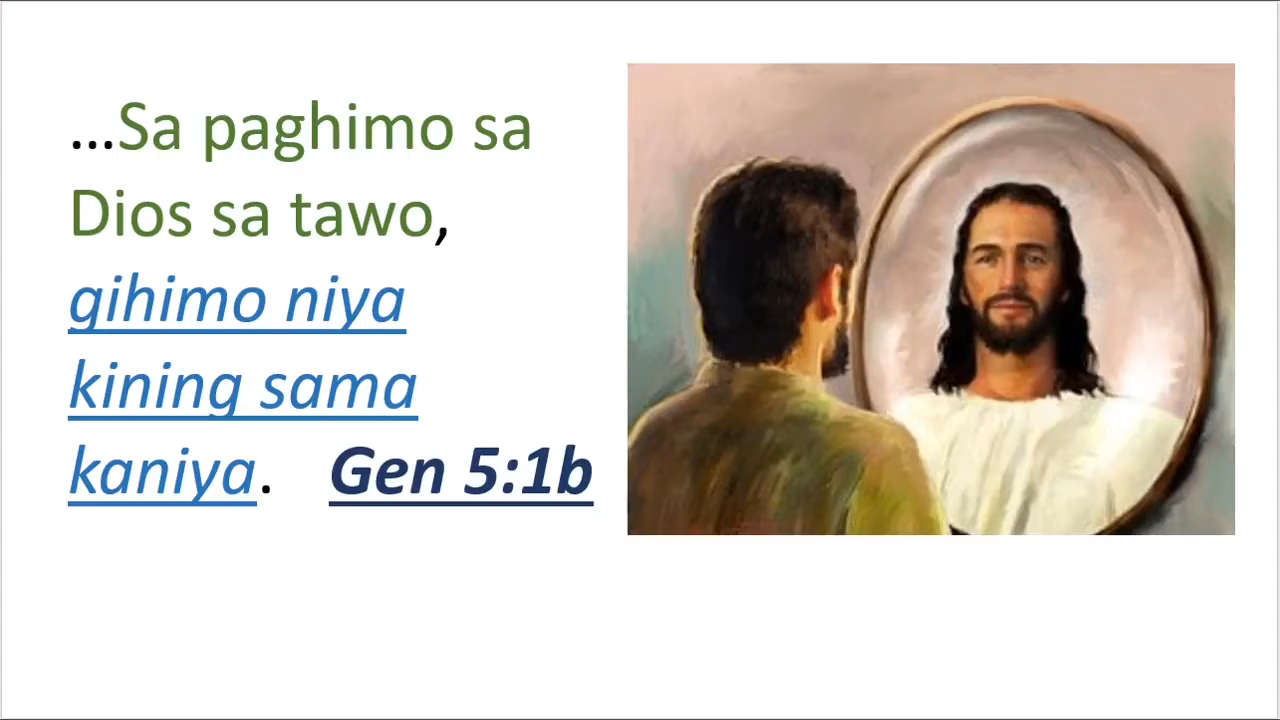 ...Sa paghimo sa
Dios sa tawo,
gihimo niya
kining sama
kaniya. Gen 5:1b